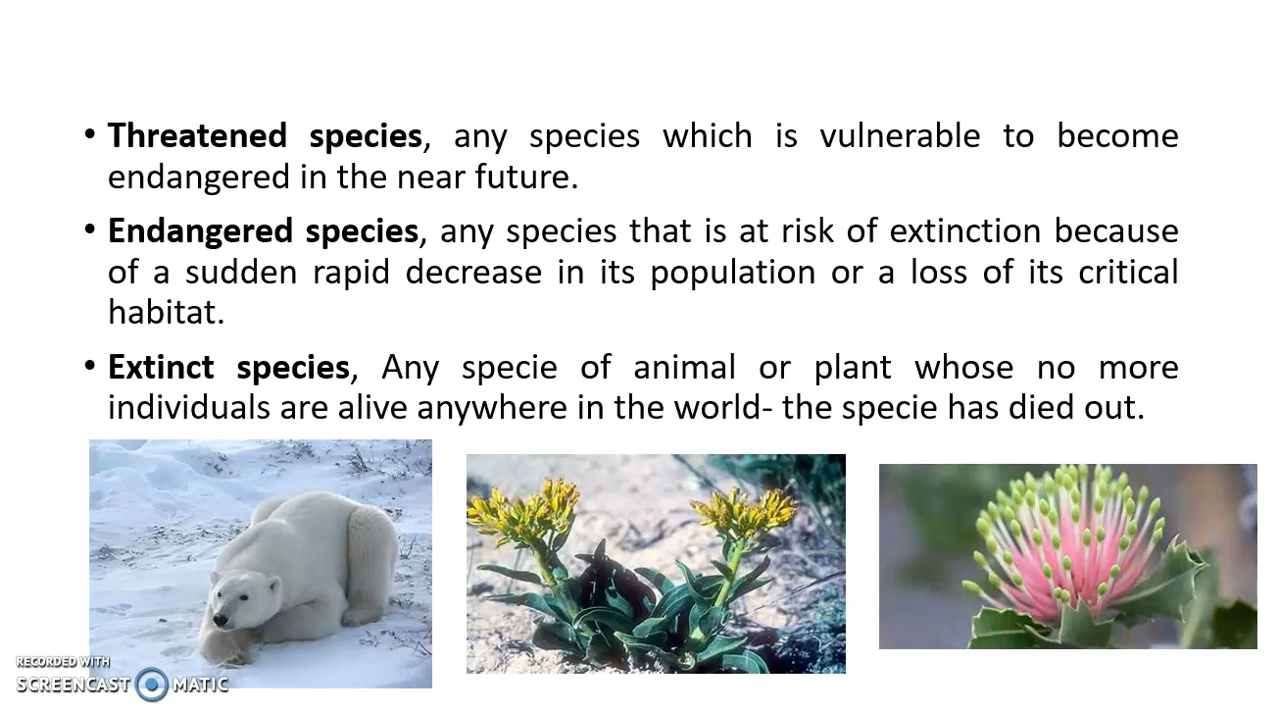 • Threatened species, any species which is vulnerable to become
endangered in the near future.
• Endangered species, any species that is at risk of extinction because
of a sudden rapid decrease in its population or a loss of its critical
habitat.
• Extinct species, Any specie of animal or plant whose no more
individuals are alive anywhere in the world- the specie has died out.
RECORDED WITH
SCREENCAST MATIC